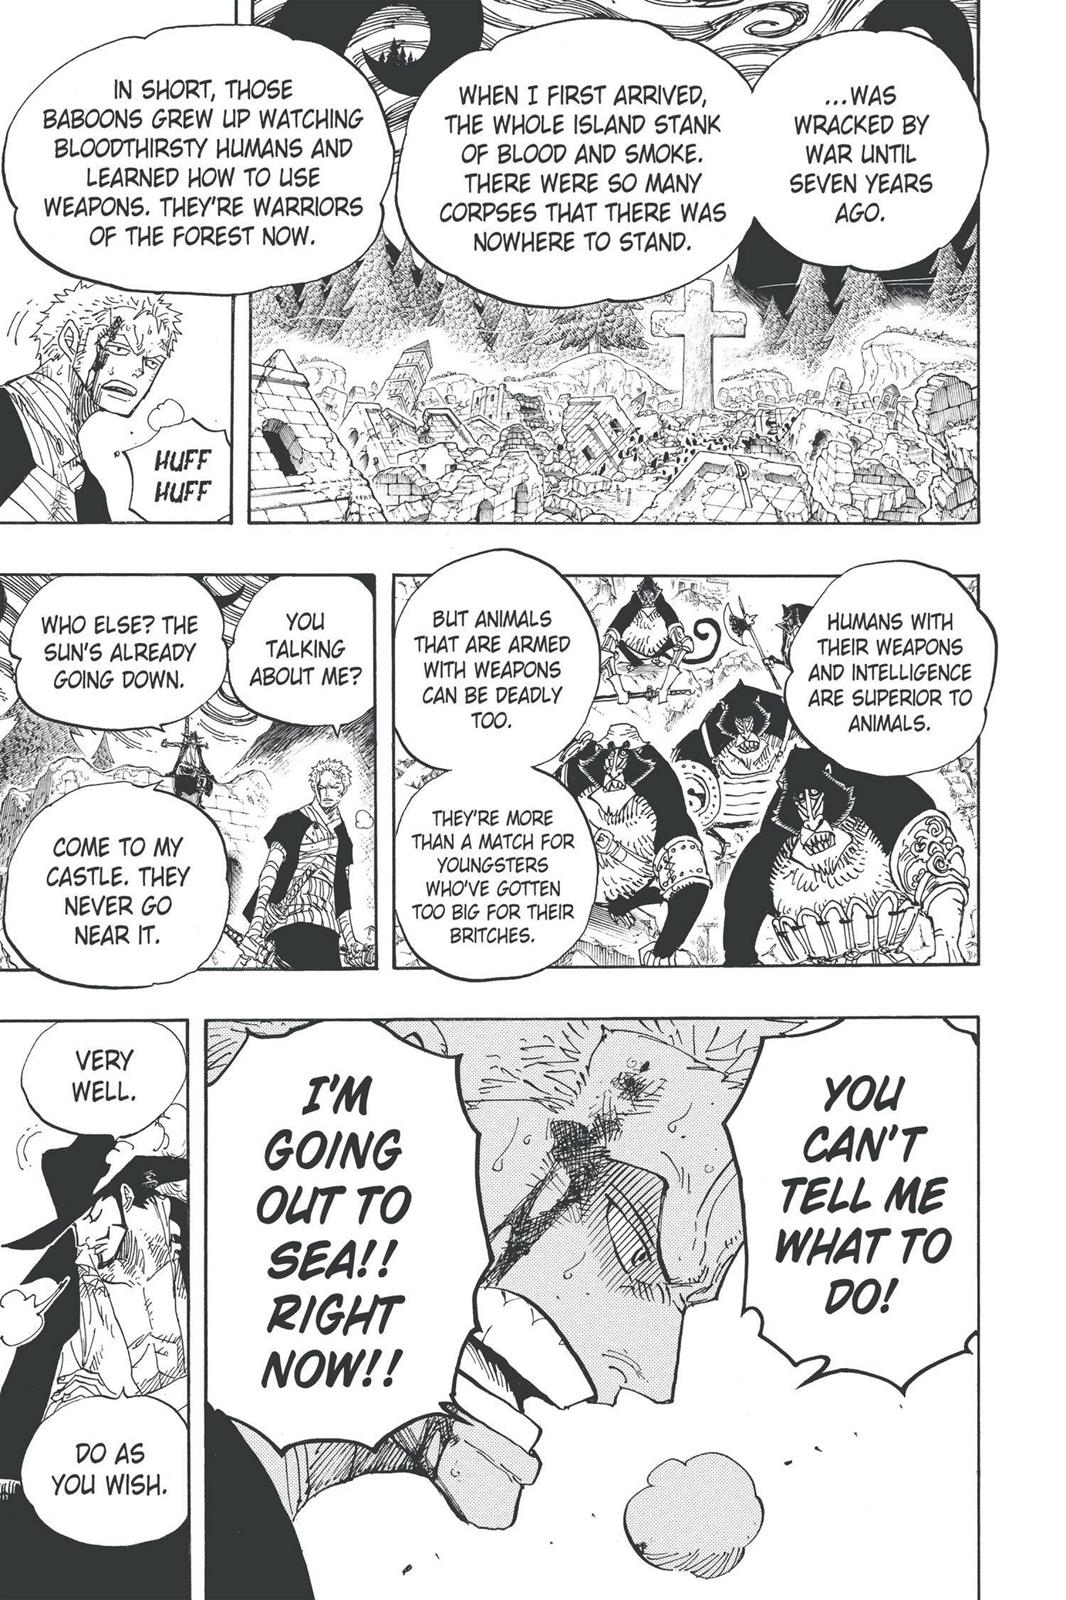 ...WAS
WRACKED BY
WAR UNTIL
SEVEN YEARS
AGO.
WHEN I FIRST ARRIVED,
THE WHOLE ISLAND STANK
OF BLOOD AND SMOKE.
THERE WERE SO MANY
CORPSES THAT THERE WAS
NOWHERE TO STAND.
IN SHORT, THOSE
BABOONS GREW UP WATCHING
BLOODTHIRSTY HUMANS AND
LEARNED HOW TO USE
WEAPONS. THEY'RE WARRIORS
OF THE FOREST NOW.
HUFF
HUFF
HUMANS WITH
THEIR WEAPONS
AND INTELLIGENCE
ARE SUPERIOR TO
ANIMALS.
BUT ANIMALS
THAT ARE ARMED
WITH WEAPONS
CAN BE DEADLY
TOO.
THEY'RE MORE
THAN A MATCH FOR
YOUNGSTERS
WHO'VE GOTTEN
TOO BIG FOR THEIR
BRITCHES.
YOU
TALKING
ABOUT ME?
WHO ELSE? THE
SUN'S ALREADY
GOING DOWN.
COME TO MY
CASTLE. THEY
NEVER GO
NEAR IT.
YOU
CAN'T
TELL ME
WHAT TO
DO!
I'M
GOING
OUT TO
SEA!!
RIGHT
NOW!!
VERY
WELL.
DO AS
YOU WISH.